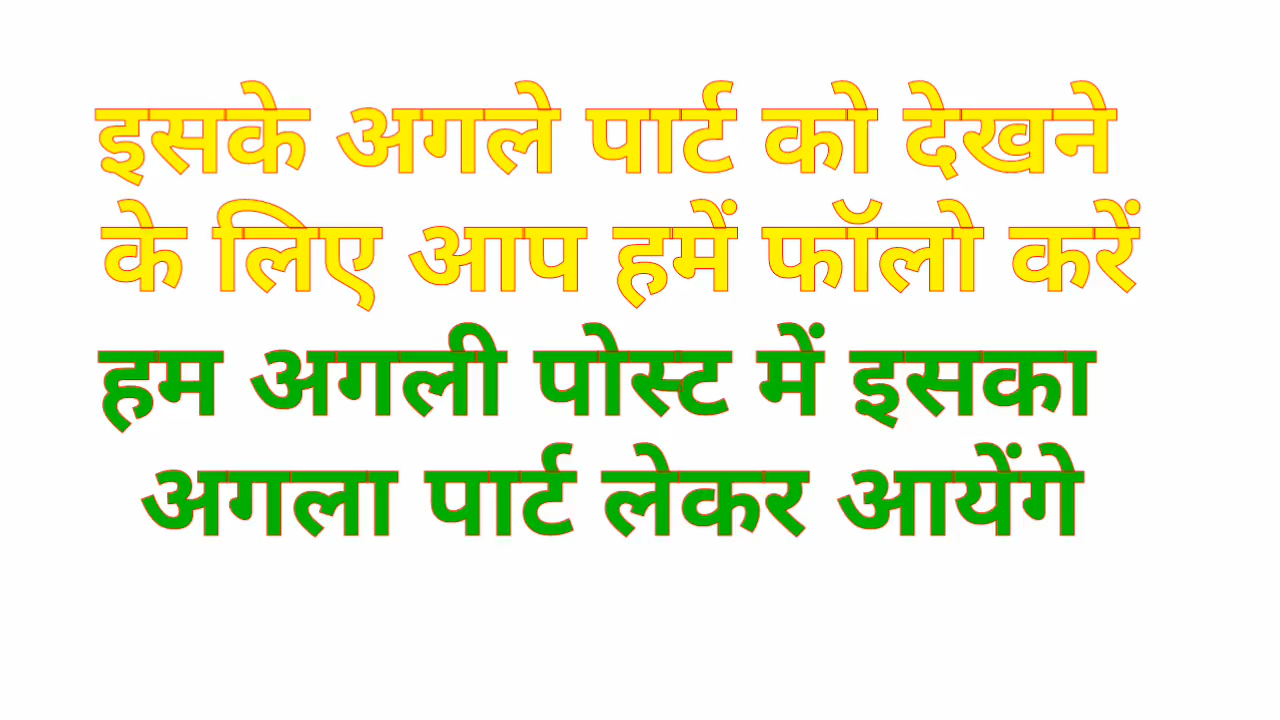 इसके अगले पार्ट को देखने
के लिए आप हमें फॉलो करें
हम अगली पोस्ट में इसका
अगला पार्ट लेकर आयेंगे